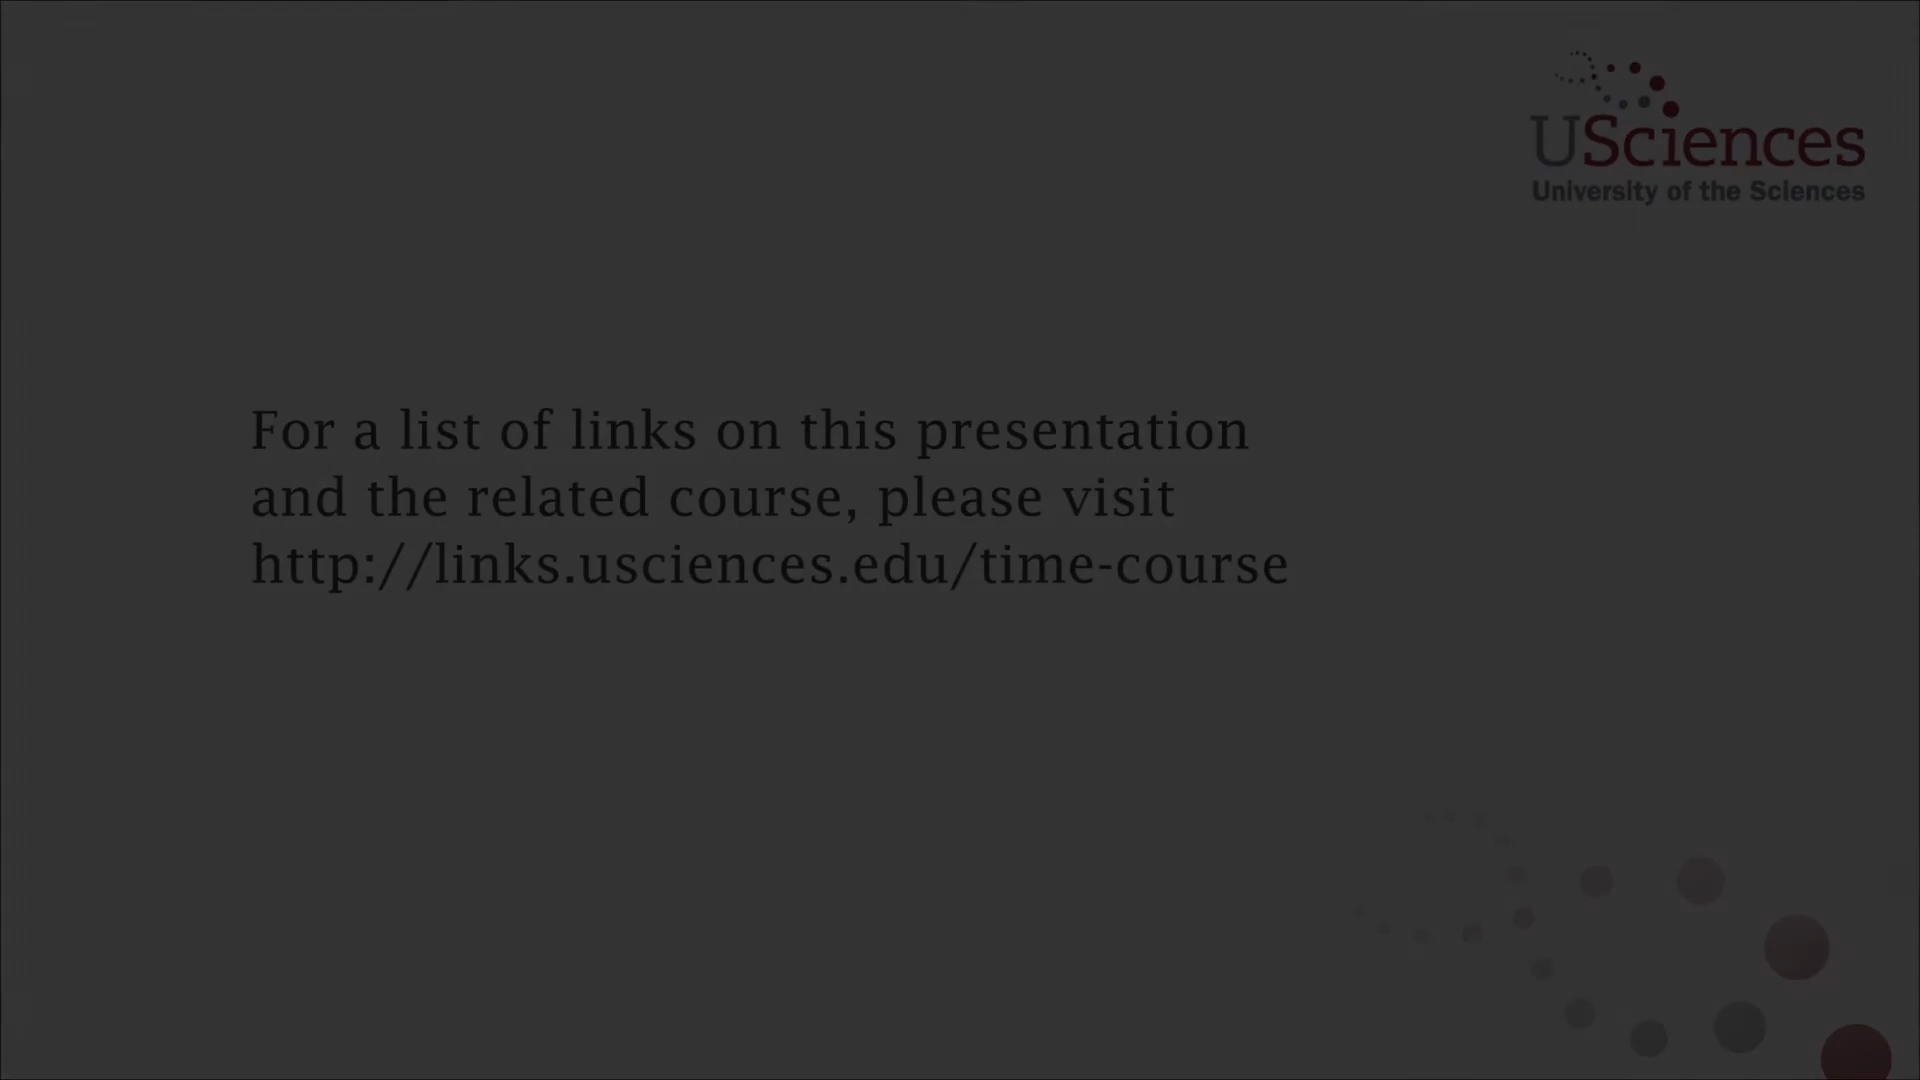 USciences
University of the Sciences
For a list of links on this presentation
and the related course, please visit
http://links.usciences.edu/time-course